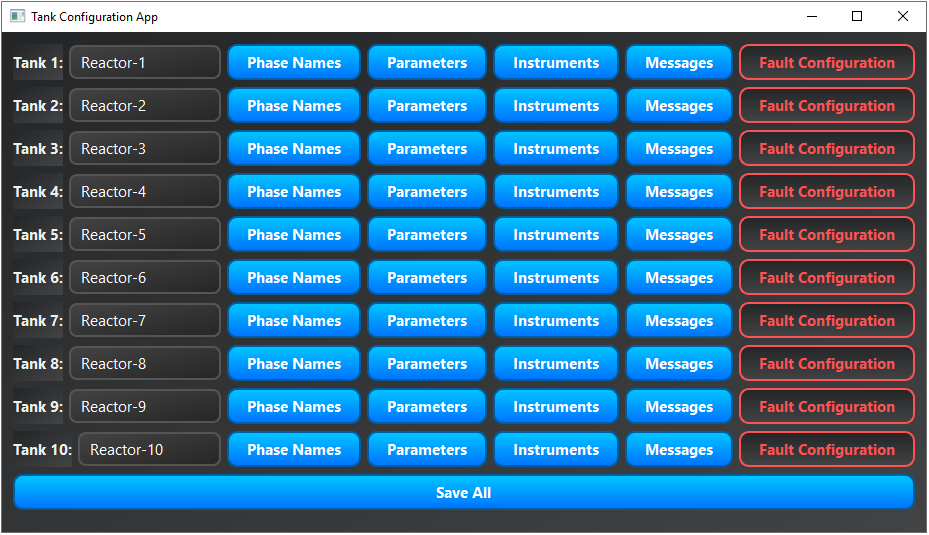 Tank Configuration App
Tank 1: Reactor-1 Phase Names Parameters Instruments Messages Fault Configuration
Tank 2: Reactor-2 Phase Names Parameters Instruments Messages Fault Configuration
Tank 3: Reactor-3 Phase Names Parameters Instruments Messages Fault Configuration
Tank 4: Reactor-4 Phase Names Parameters Instruments Messages Fault Configuration
Tank 5: Reactor-5 Phase Names Parameters Instruments Messages Fault Configuration
Tank 6: Reactor-6 Phase Names Parameters Instruments Messages Fault Configuration
Tank 7: Reactor-7 Phase Names Parameters Instruments Messages Fault Configuration
Tank 8: Reactor-8 Phase Names Parameters Instruments Messages Fault Configuration
Tank 9: Reactor-9 Phase Names Parameters Instruments Messages Fault Configuration
Tank 10: Reactor-10 Phase Names Parameters Instruments Messages Fault Configuration
Save All